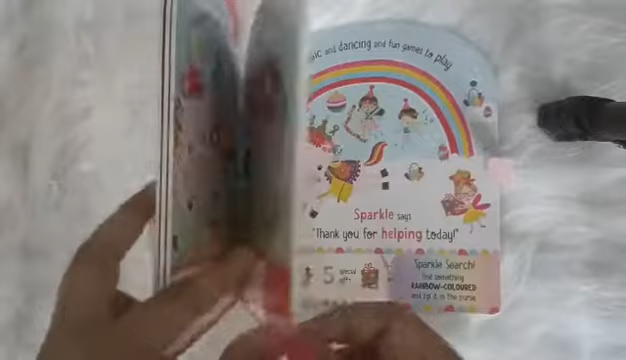 and dancing and fun games to play
Sparkle says
"Thank you for helping today!"
5 special
Sparkle Search!
Find something
RAINBOW-COLOURED
and zip it in the purse